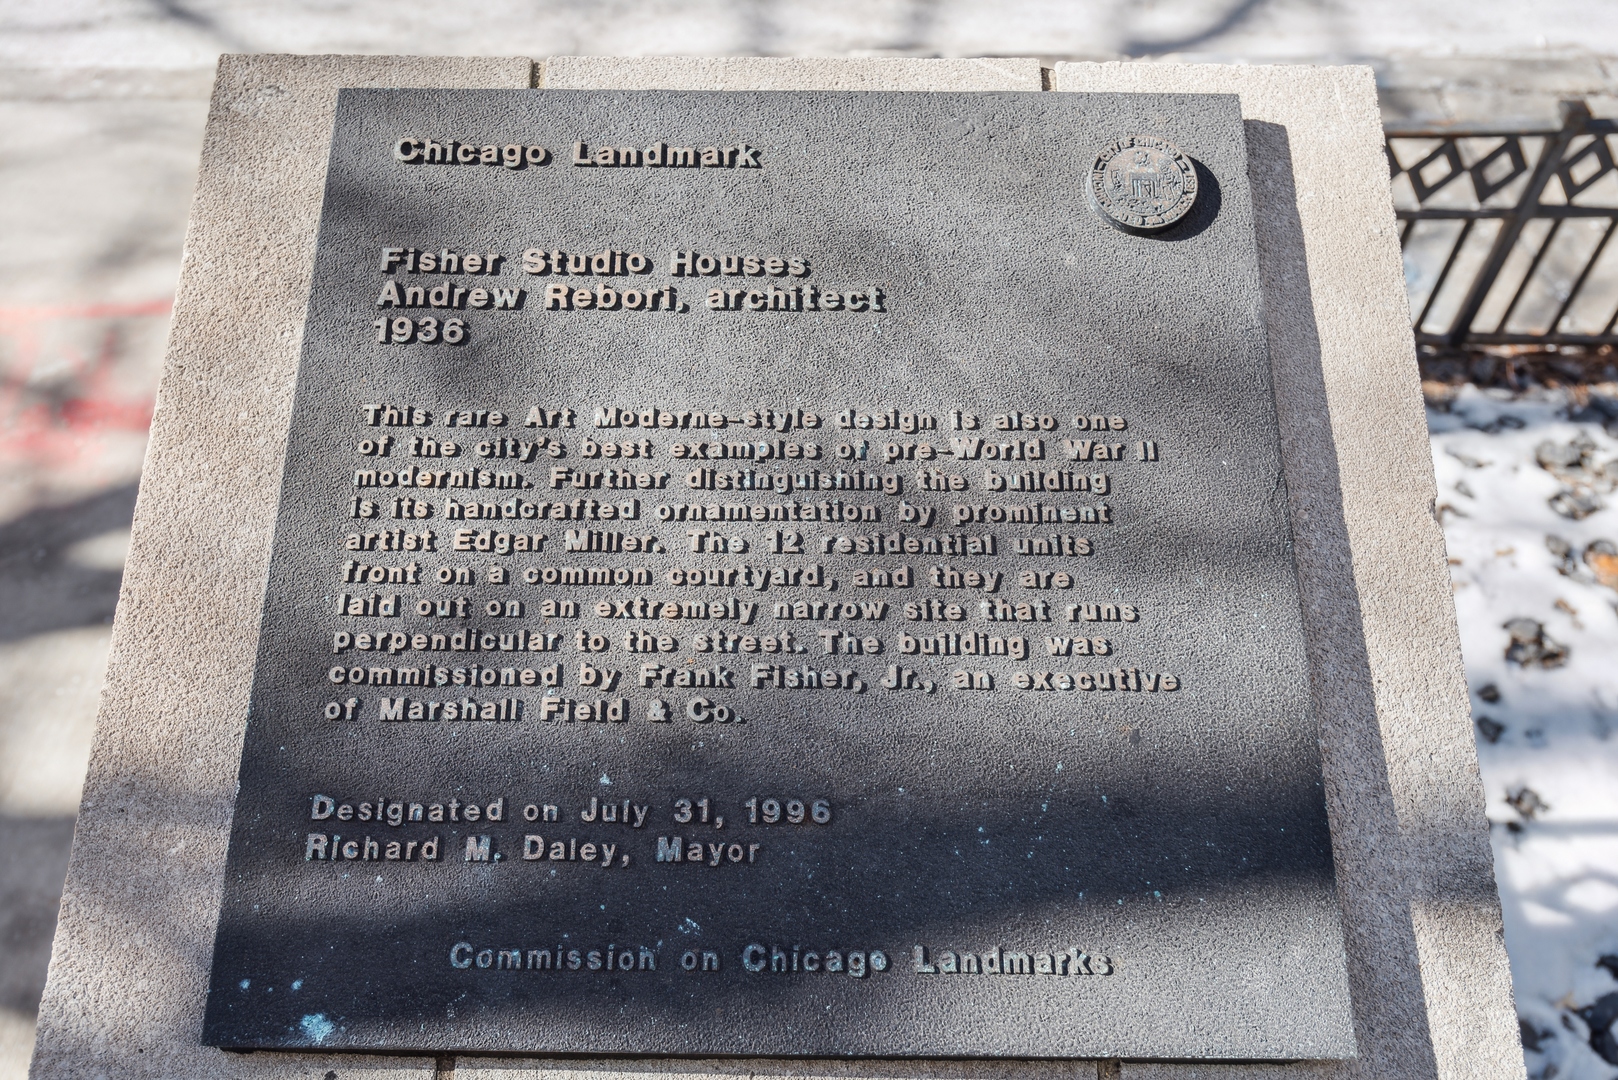 Chicago Landmark
Fisher Studio Houses
Andrew Rebori, architect
1936
This rare Art Moderne-style design is also one
of the city's best examples of pre-World War II
modernism. Further distinguishing the building
is its handcrafted ornamentation by prominent
artist Edgar Miller. The 12 residential units
front on a common courtyard, and they are
laid out on an extremely narrow site that runs
perpendicular to the street. The building was
commissioned by Frank Fisher, Jr., an executive
of Marshall Field & Co.
Designated on July 31, 1996
Richard M. Daley, Mayor
Commission on Chicago Landmarks